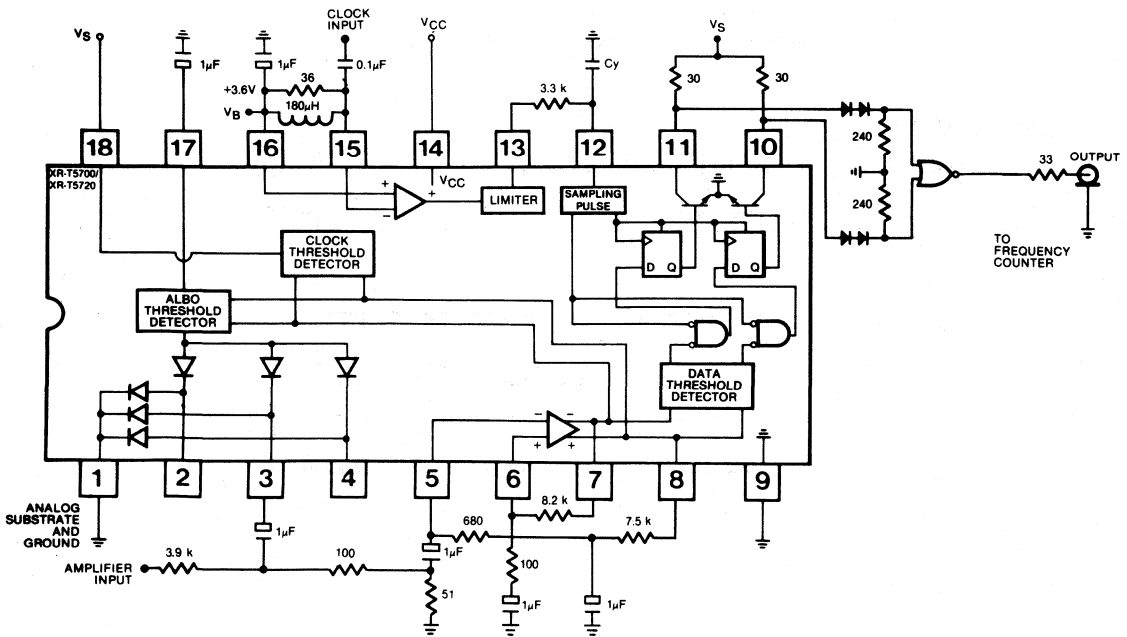 CLOCK
INPUT
VS
VCC
VS
1µF
1µF
0.1µF
Cy
+3.6V
36
180µH
VB
3.3 k
30
30
18
17
16
15
14
13
12
11
10
XR-T5700/
XR-T5720
VCC
+
−
+
LIMITER
SAMPLING
PULSE
CLOCK
THRESHOLD
DETECTOR
ALBO
THRESHOLD
DETECTOR
D Q
D Q
DATA
THRESHOLD
DETECTOR
− −
+ +
240
240
33
OUTPUT
TO
FREQUENCY
COUNTER
1
2
3
4
5
6
7
8
9
ANALOG
SUBSTRATE
AND
GROUND
1µF
8.2 k
680
7.5 k
1µF
AMPLIFIER
INPUT
3.9 k
100
100
51
1µF
1µF